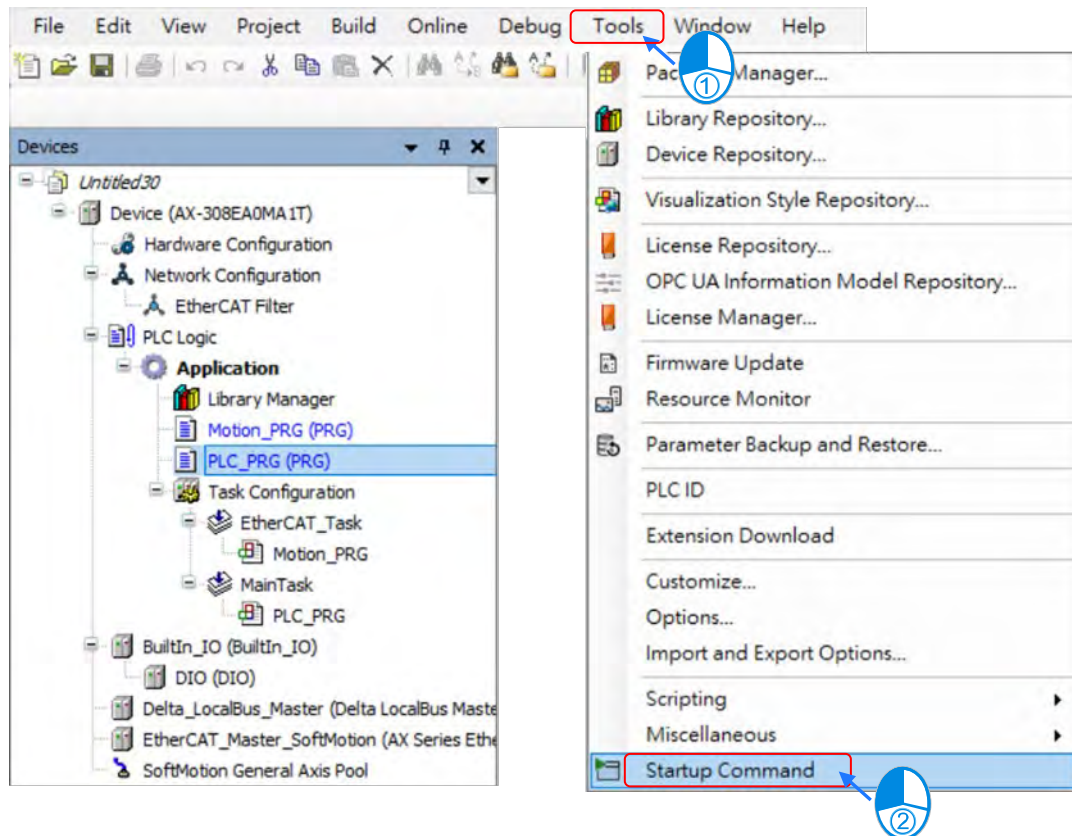 File Edit View Project Build Online Debug Tools Window Help
①
Devices
Untitled30
Device (AX-308EA0MA1T)
Hardware Configuration
Network Configuration
EtherCAT Filter
PLC Logic
Application
Library Manager
Motion_PRG (PRG)
PLC_PRG (PRG)
Task Configuration
EtherCAT_Task
Motion_PRG
MainTask
PLC_PRG
BuiltIn_IO (BuiltIn_IO)
DIO (DIO)
Delta_LocalBus_Master (Delta LocalBus Maste
EtherCAT_Master_SoftMotion (AX Series Ethe
SoftMotion General Axis Pool
Manager...
Library Repository...
Device Repository...
Visualization Style Repository...
License Repository...
OPC UA Information Model Repository...
License Manager...
Firmware Update
Resource Monitor
Parameter Backup and Restore...
PLC ID
Extension Download
Customize...
Options...
Import and Export Options...
Scripting
Miscellaneous
Startup Command
②